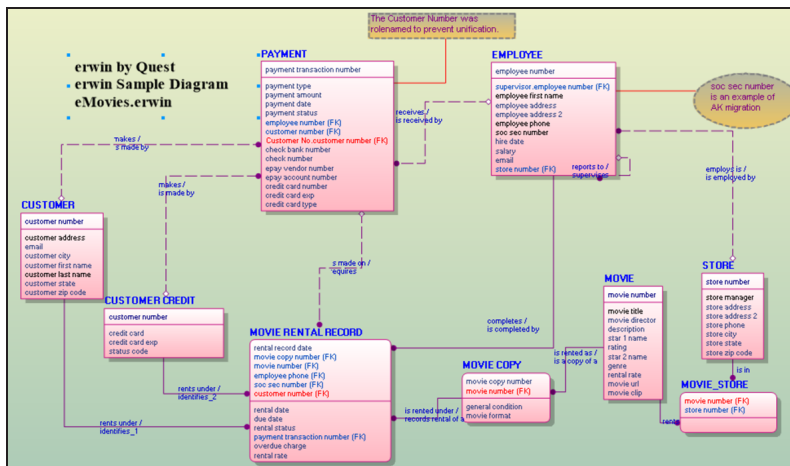 The Customer Number was
rolenamed to prevent unification.
erwin by Quest
erwin Sample Diagram
eMovies.erwin
PAYMENT
payment transaction number
payment type
payment amount
payment date
payment status
employee number (FK)
customer number (FK)
Customer No.customer number (FK)
check bank number
check number
epay vendor number
epay account number
credit card number
credit card exp
credit card type
EMPLOYEE
employee number
supervisor.employee number (FK)
employee first name
employee address
employee address 2
employee phone
soc sec number
hire date
salary
email
store number (FK)
soc sec number
is an example of
AK migration
receives /
is received by
makes /
s made by
makes /
is made by
reports to /
supervises
employs is /
is employed by
CUSTOMER
customer number
customer address
email
customer city
customer first name
customer last name
customer state
customer zip code
CUSTOMER CREDIT
customer number
credit card
credit card exp
status code
s made on /
equires
MOVIE RENTAL RECORD
rental record date
movie copy number (FK)
movie number (FK)
employee phone (FK)
soc sec number (FK)
customer number (FK)
rental date
due date
rental status
payment transaction number (FK)
overdue charge
rental rate
completes /
is completed by
MOVIE COPY
movie copy number
movie number (FK)
general condition
movie format
MOVIE
movie number
movie title
movie director
description
star 1 name
rating
star 2 name
genre
rental rate
movie url
movie clip
STORE
store number
store manager
store address
store address 2
store phone
store city
store state
store zip code
is rented as /
is a copy of a
is in
MOVIE_STORE
movie number (FK)
store number (FK)
rents under /
identifies_2
rents under /
identifies_1
is rented under /
records rental of a
rents